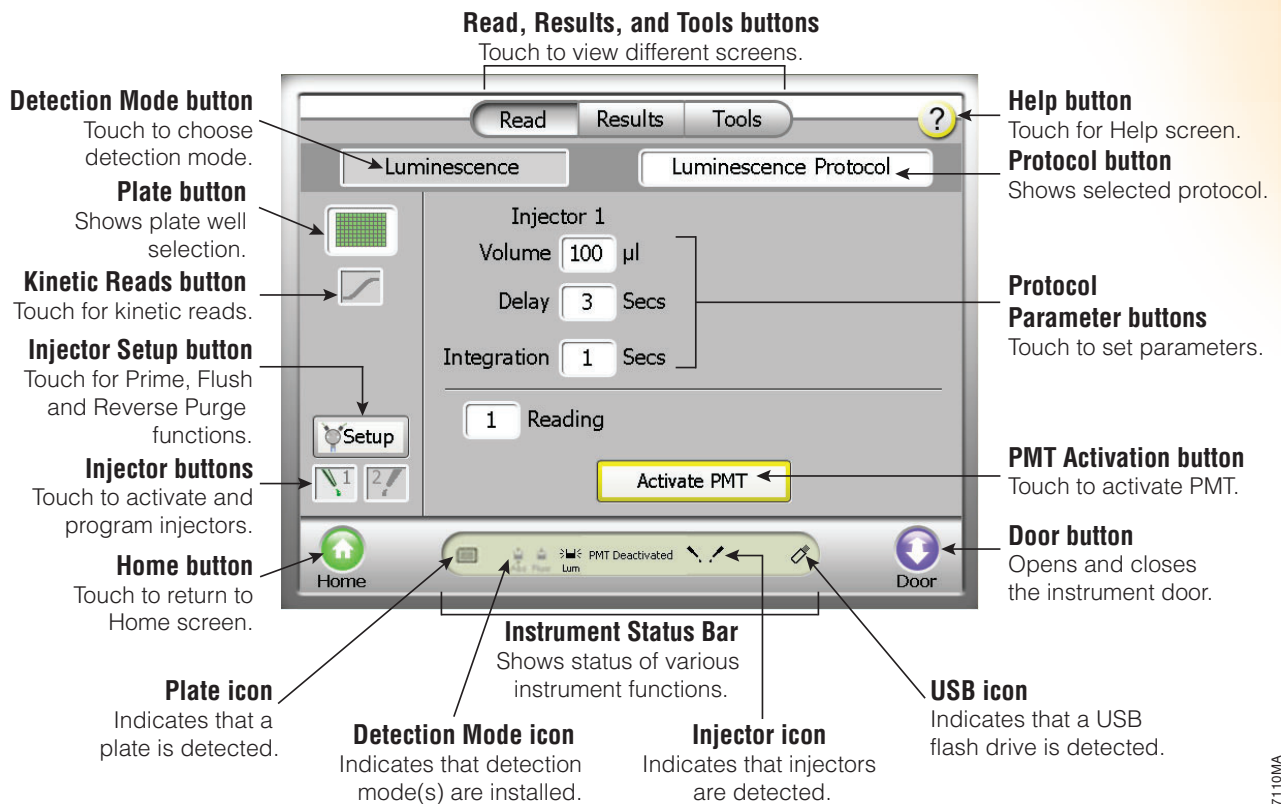 Read, Results, and Tools buttons
Touch to view different screens.
Detection Mode button
Touch to choose
detection mode.
Plate button
Shows plate well
selection.
Kinetic Reads button
Touch for kinetic reads.
Injector Setup button
Touch for Prime, Flush
and Reverse Purge
functions.
Injector buttons
Touch to activate and
program injectors.
Home button
Touch to return to
Home screen.
Plate icon
Indicates that a
plate is detected.
Read Results Tools ?
Luminescence Luminescence Protocol
Injector 1
Volume 100 µl
Delay 3 Secs
Integration 1 Secs
1 Reading
Setup
1 2
Activate PMT
Home
Lum
PMT Deactivated
Door
Instrument Status Bar
Shows status of various
instrument functions.
Detection Mode icon
Indicates that detection
mode(s) are installed.
Injector icon
Indicates that injectors
are detected.
Help button
Touch for Help screen.
Protocol button
Shows selected protocol.
Protocol
Parameter buttons
Touch to set parameters.
PMT Activation button
Touch to activate PMT.
Door button
Opens and closes
the instrument door.
USB icon
Indicates that a USB
flash drive is detected.
7110MA